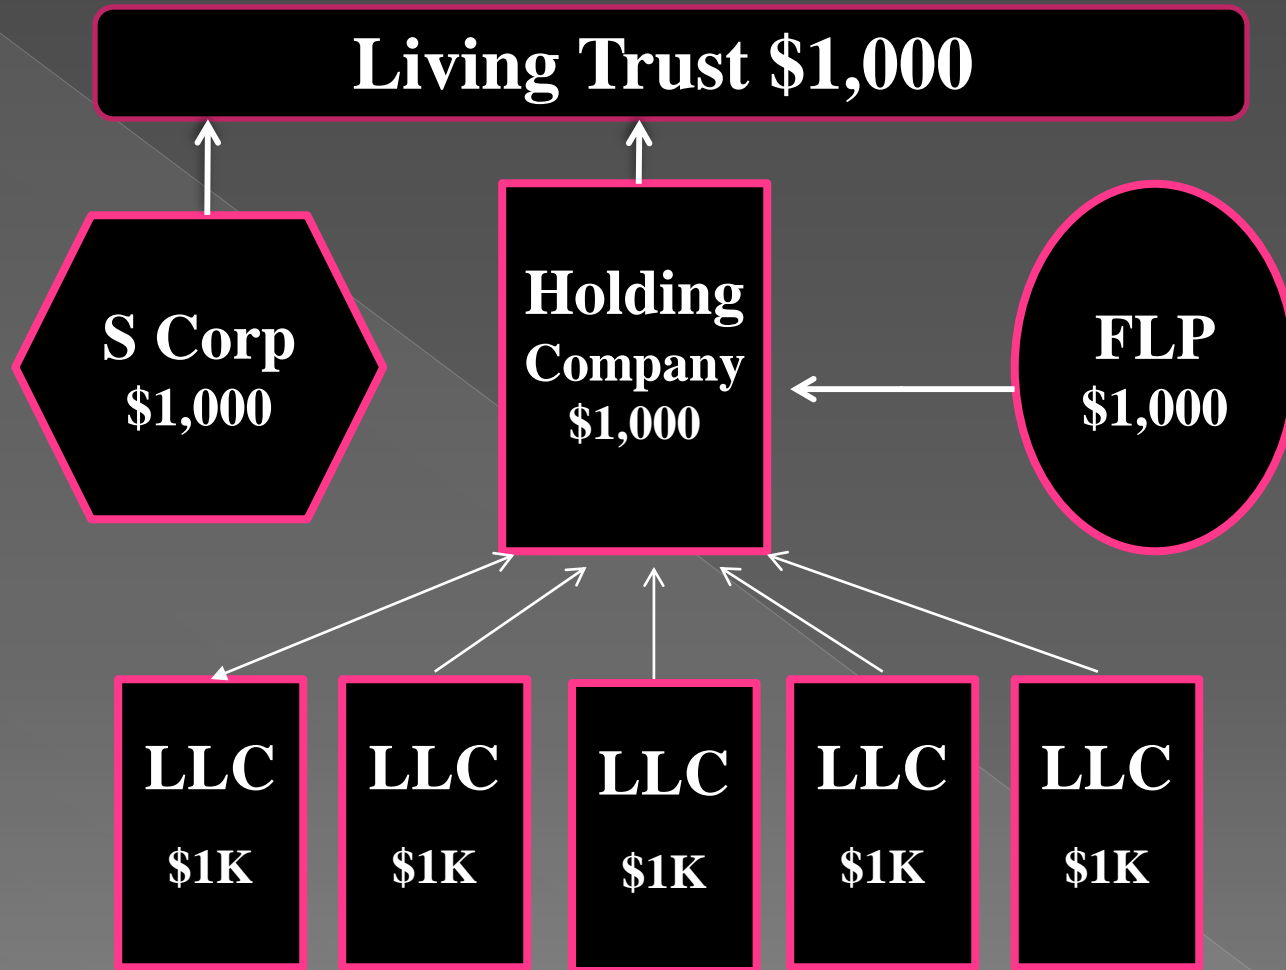 Living Trust $1,000
S Corp
$1,000
Holding
Company
$1,000
FLP
$1,000
LLC
$1K
LLC
$1K
LLC
$1K
LLC
$1K
LLC
$1K